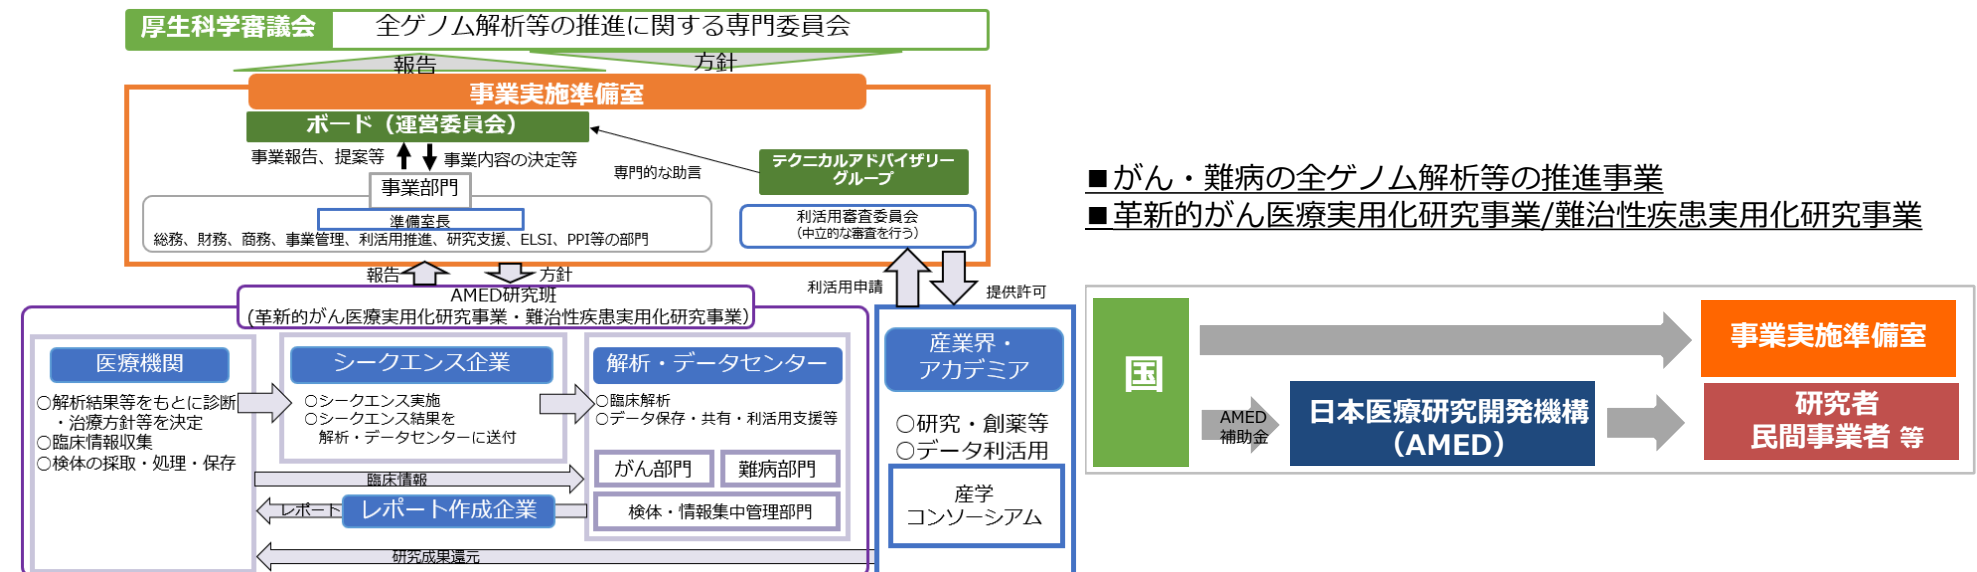 厚生科学審議会
全ゲノム解析等の推進に関する専門委員会
報告
方針
事業実施準備室
ボード（運営委員会）
事業報告、提案等
事業内容の決定等
専門的な助言
テクニカルアドバイザリー
グループ
事業部門
準備室長
総務、財務、商務、事業管理、利活用推進、研究支援、ELSI、PPI等の部門
利活用審査委員会
（中立的な審査を行う）
報告
方針
利活用申請
提供許可
AMED研究班
（革新的がん医療実用化研究事業・難治性疾患実用化研究事業）
医療機関
○解析結果等をもとに診断
・治療方針等を決定
○臨床情報収集
○検体の採取・処理・保存
シークエンス企業
○シークエンス実施
○シークエンス結果を
解析・データセンターに送付
解析・データセンター
○臨床解析
○データ保存・共有・利活用支援等
がん部門
難病部門
検体・情報集中管理部門
臨床情報
レポート
レポート作成企業
研究成果還元
産業界・
アカデミア
○研究・創薬等
○データ利活用
産学
コンソーシアム
■がん・難病の全ゲノム解析等の推進事業
■革新的がん医療実用化研究事業/難治性疾患実用化研究事業
国
事業実施準備室
AMED
補助金
日本医療研究開発機構
（AMED）
研究者
民間事業者 等